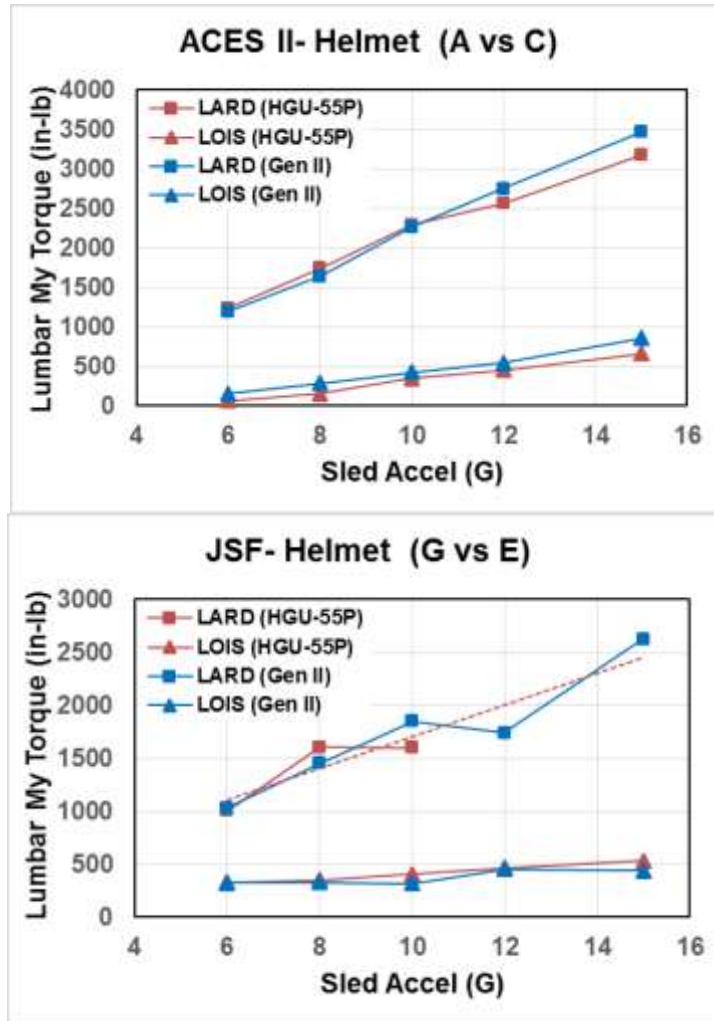 ACES II- Helmet (A vs C)
Lumbar My Torque (in-lb)
4000
3500
3000
2500
2000
1500
1000
500
0
LARD (HGU-55P)
LOIS (HGU-55P)
LARD (Gen II)
LOIS (Gen II)
4 6 8 10 12 14 16
Sled Accel (G)
JSF- Helmet (G vs E)
Lumbar My Torque (in-lb)
3000
2500
2000
1500
1000
500
0
LARD (HGU-55P)
LOIS (HGU-55P)
LARD (Gen II)
LOIS (Gen II)
4 6 8 10 12 14 16
Sled Accel (G)